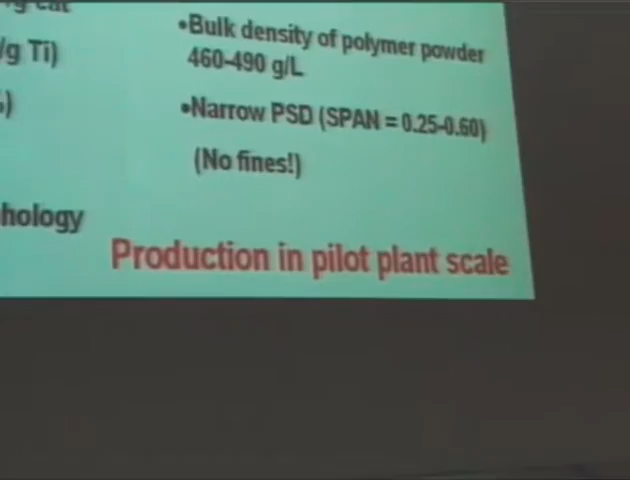 g cat
/g Ti)
)
hology
•Bulk density of polymer powder
460-490 g/L
•Narrow PSD (SPAN = 0.25-0.60)
(No fines!)
Production in pilot plant scale